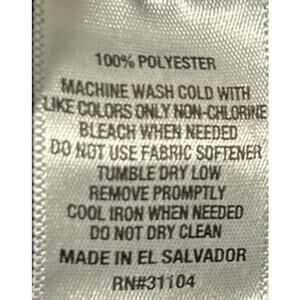 100% POLYESTER
MACHINE WASH COLD WITH
LIKE COLORS ONLY NON-CHLORINE
BLEACH WHEN NEEDED
DO NOT USE FABRIC SOFTENER
TUMBLE DRY LOW
REMOVE PROMPTLY
COOL IRON WHEN NEEDED
DO NOT DRY CLEAN
MADE IN EL SALVADOR
RN#31104